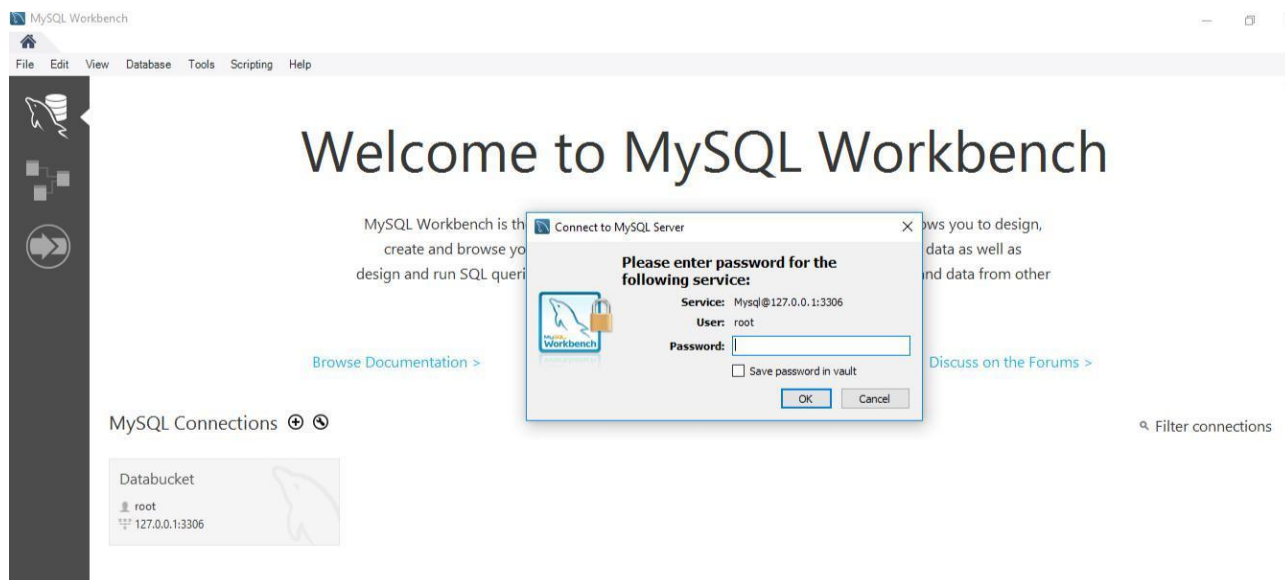 MySQL Workbench
File Edit View Database Tools Scripting Help
Welcome to MySQL Workbench
MySQL Workbench is th
create and browse yo
design and run SQL queri
ows you to design,
data as well as
nd data from other
Connect to MySQL Server
Please enter password for the
following service:
Service: Mysql@127.0.0.1:3306
User: root
Password:
Save password in vault
OK Cancel
MySQL
Workbench
Browse Documentation >
Discuss on the Forums >
MySQL Connections
Filter connections
Databucket
root
127.0.0.1:3306